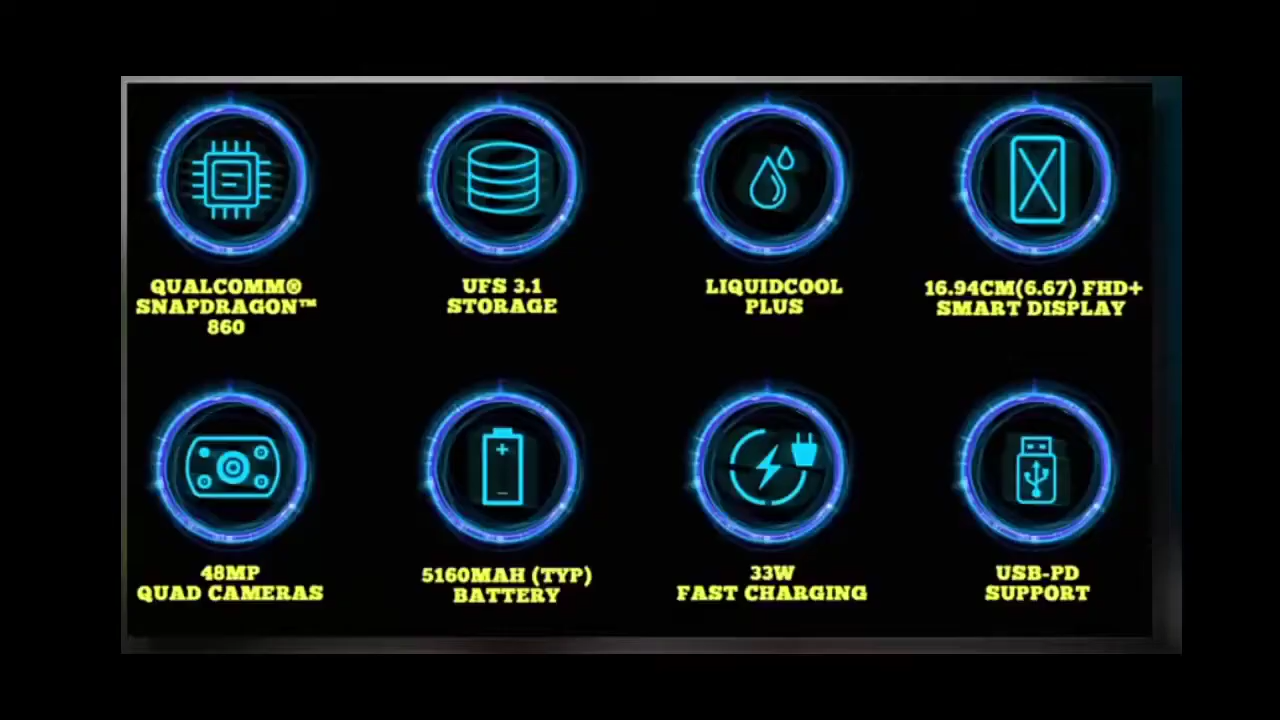 QUALCOMM®
SNAPDRAGON™
860
UFS 3.1
STORAGE
LIQUIDCOOL
PLUS
16.94CM(6.67) FHD+
SMART DISPLAY
48MP
QUAD CAMERAS
5160MAH (TYP)
BATTERY
33W
FAST CHARGING
USB-PD
SUPPORT